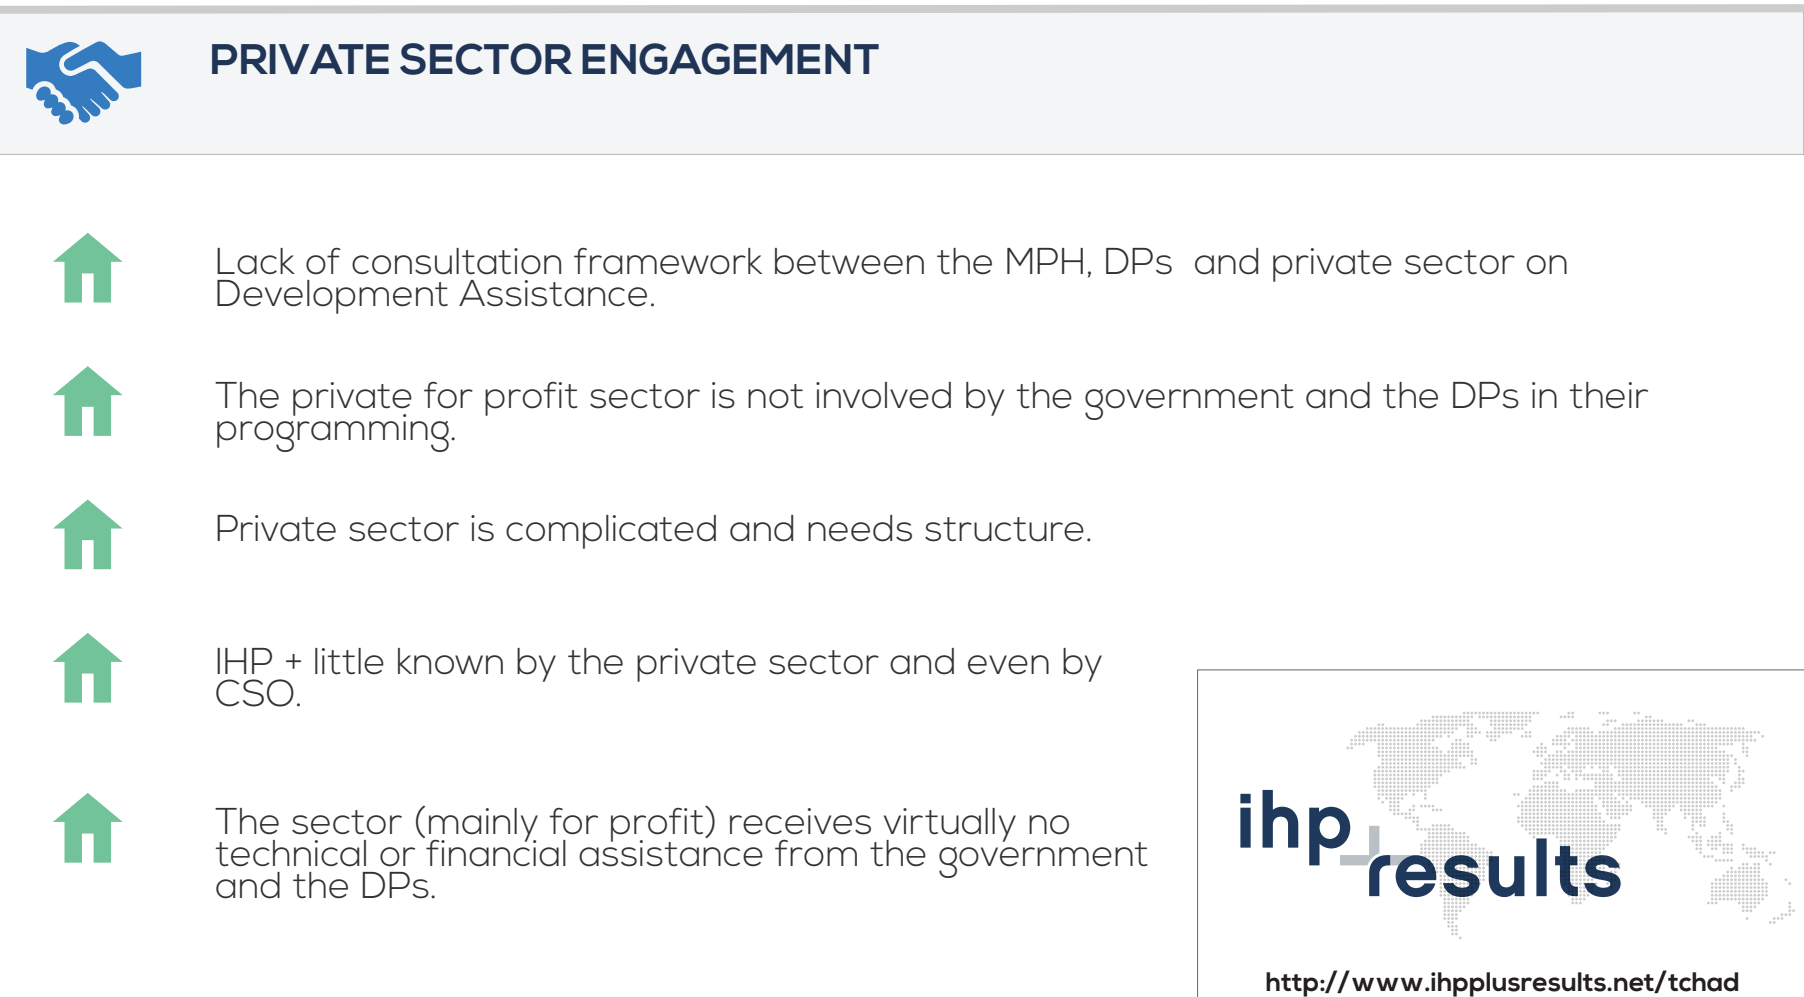 PRIVATE SECTOR ENGAGEMENT
Lack of consultation framework between the MPH, DPs  and private sector on
Development Assistance.
The private for profit sector is not involved by the government and the DPs in their
programming.
Private sector is complicated and needs structure.
IHP + little known by the private sector and even by
CSO.
The sector (mainly for profit) receives virtually no
technical or financial assistance from the government
and the DPs.
ihp+
results
http://www.ihpplusresults.net/tchad